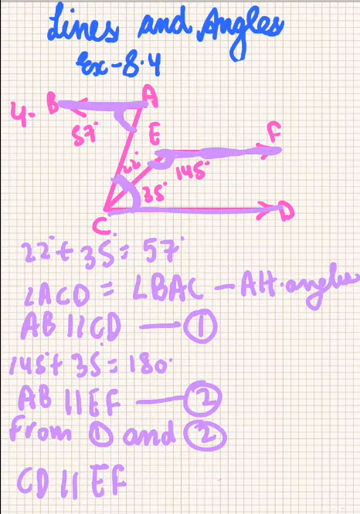 Lines and Angles
Ex-8.4
4.
B A
57°
E F
22° 145°
35°
C D
22° + 35° = 57°
∠ACD = ∠BAC - Alt. angles
AB || CD — ①
145° + 35° = 180°
AB || EF — ②
From ① and ②
CD || EF